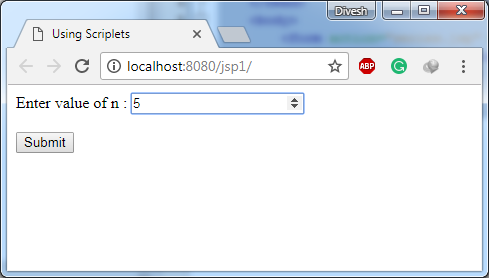 Divesh
Using Scriplets
localhost:8080/jsp1/
ABP
Enter value of n : 5
Submit